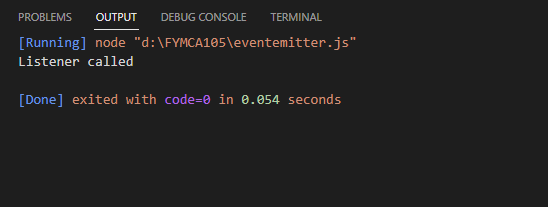 PROBLEMS OUTPUT DEBUG CONSOLE TERMINAL
[Running] node "d:\FYMCA105\eventemitter.js"
Listener called
[Done] exited with code=0 in 0.054 seconds